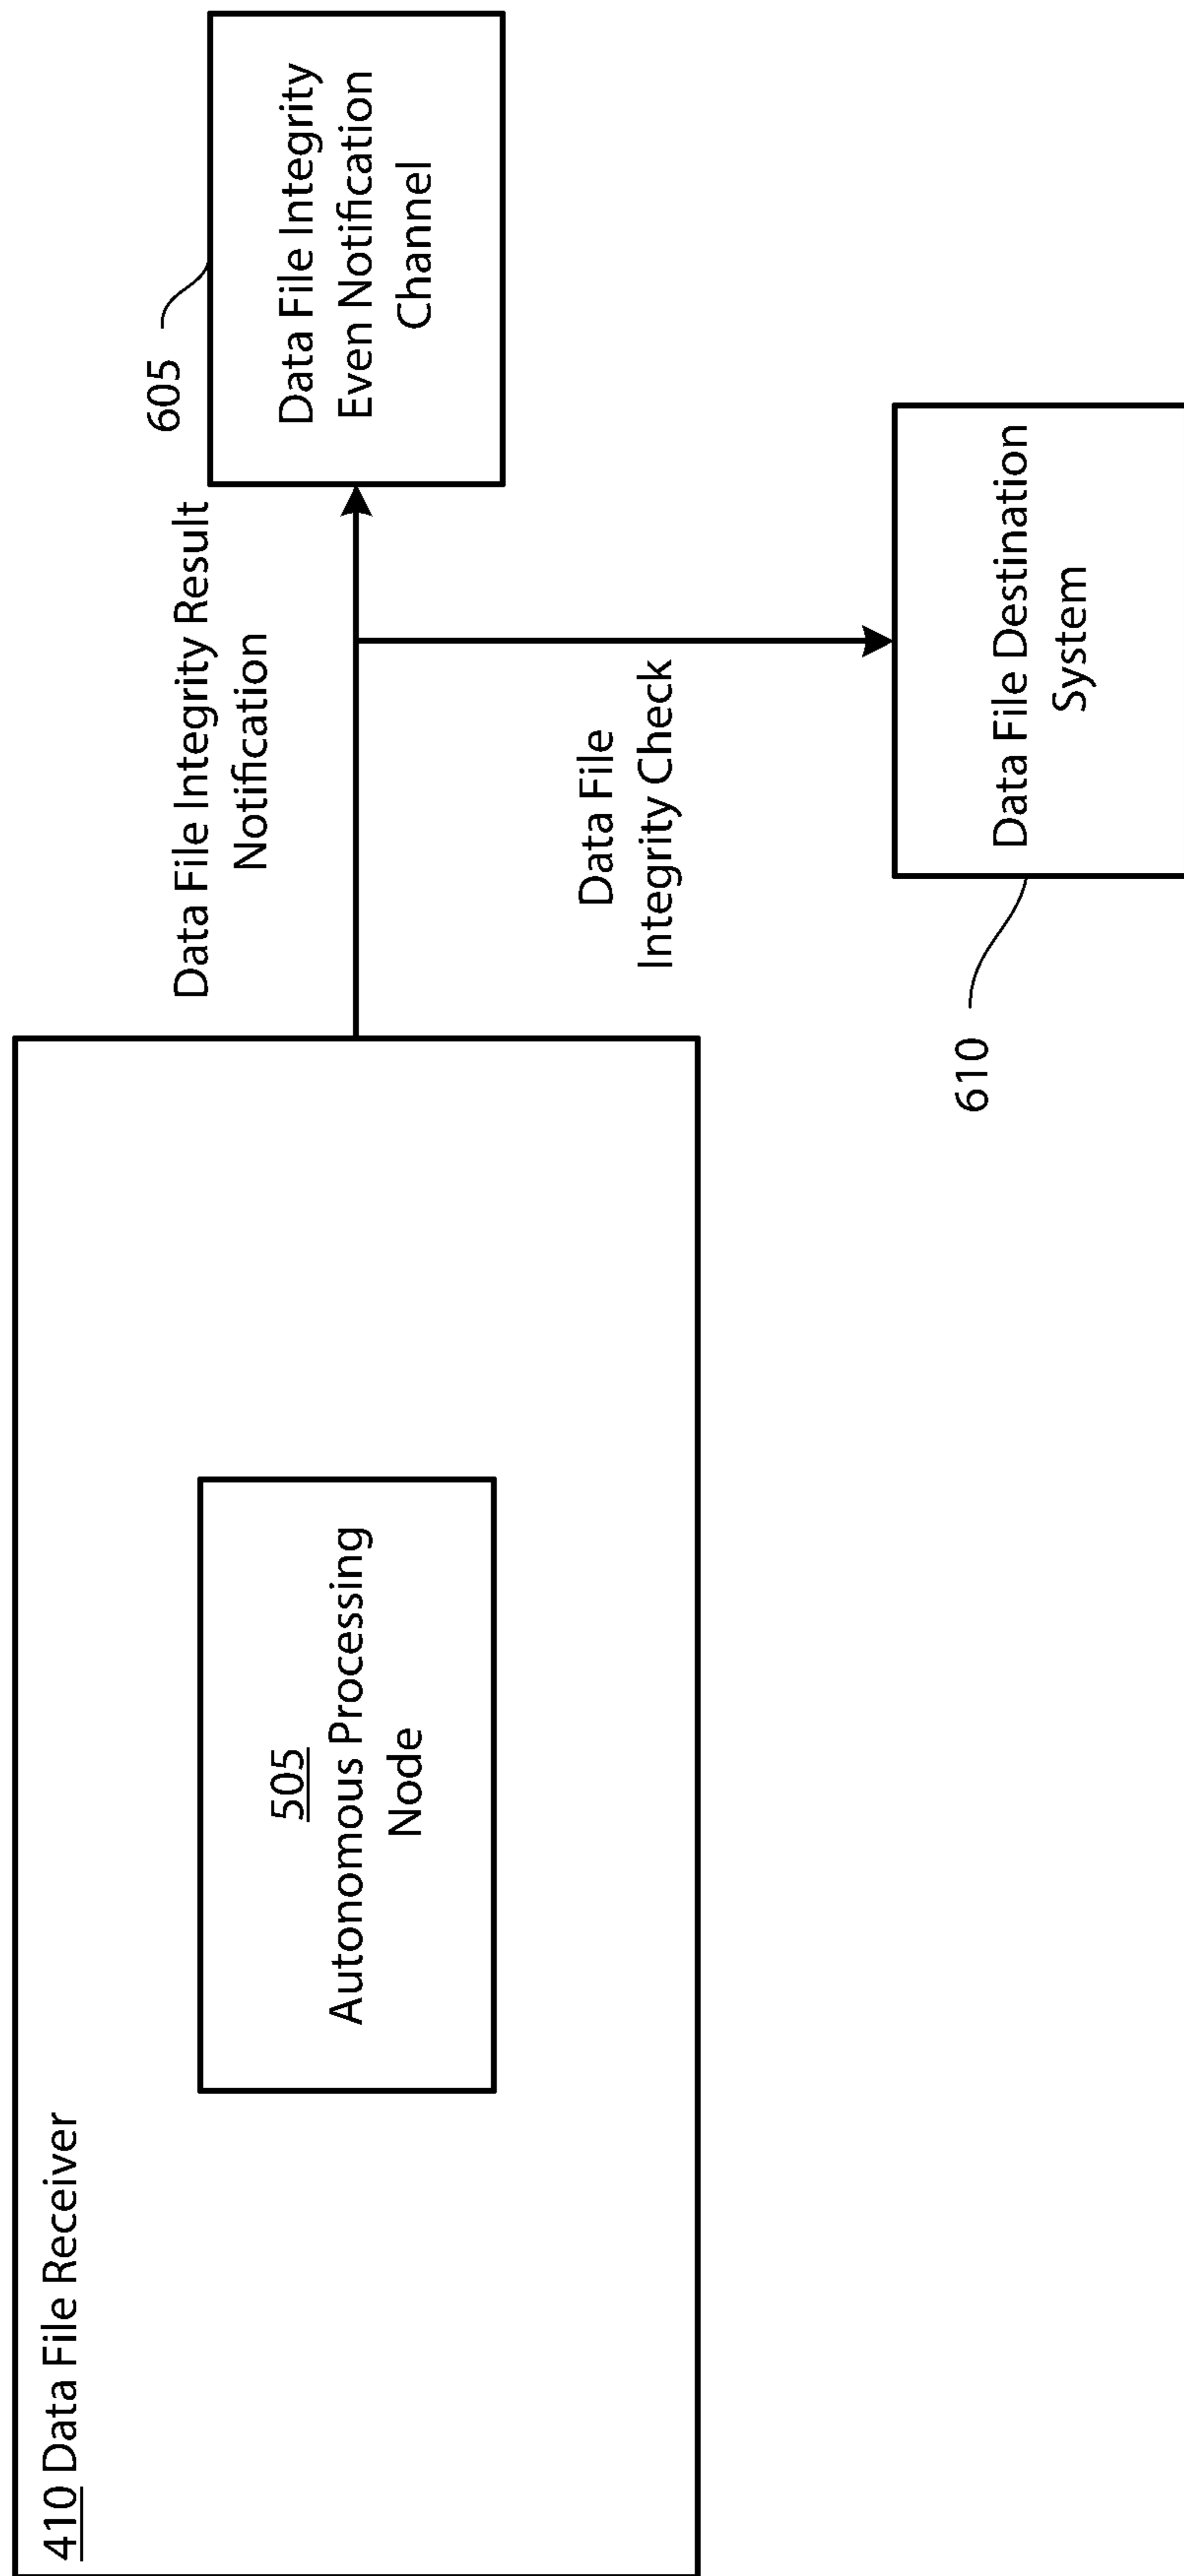 410 Data File Receiver
505
Autonomous Processing
Node
Data File Integrity Result
Notification
605
Data File Integrity
Even Notification
Channel
Data File
Integrity Check
610
Data File Destination
System